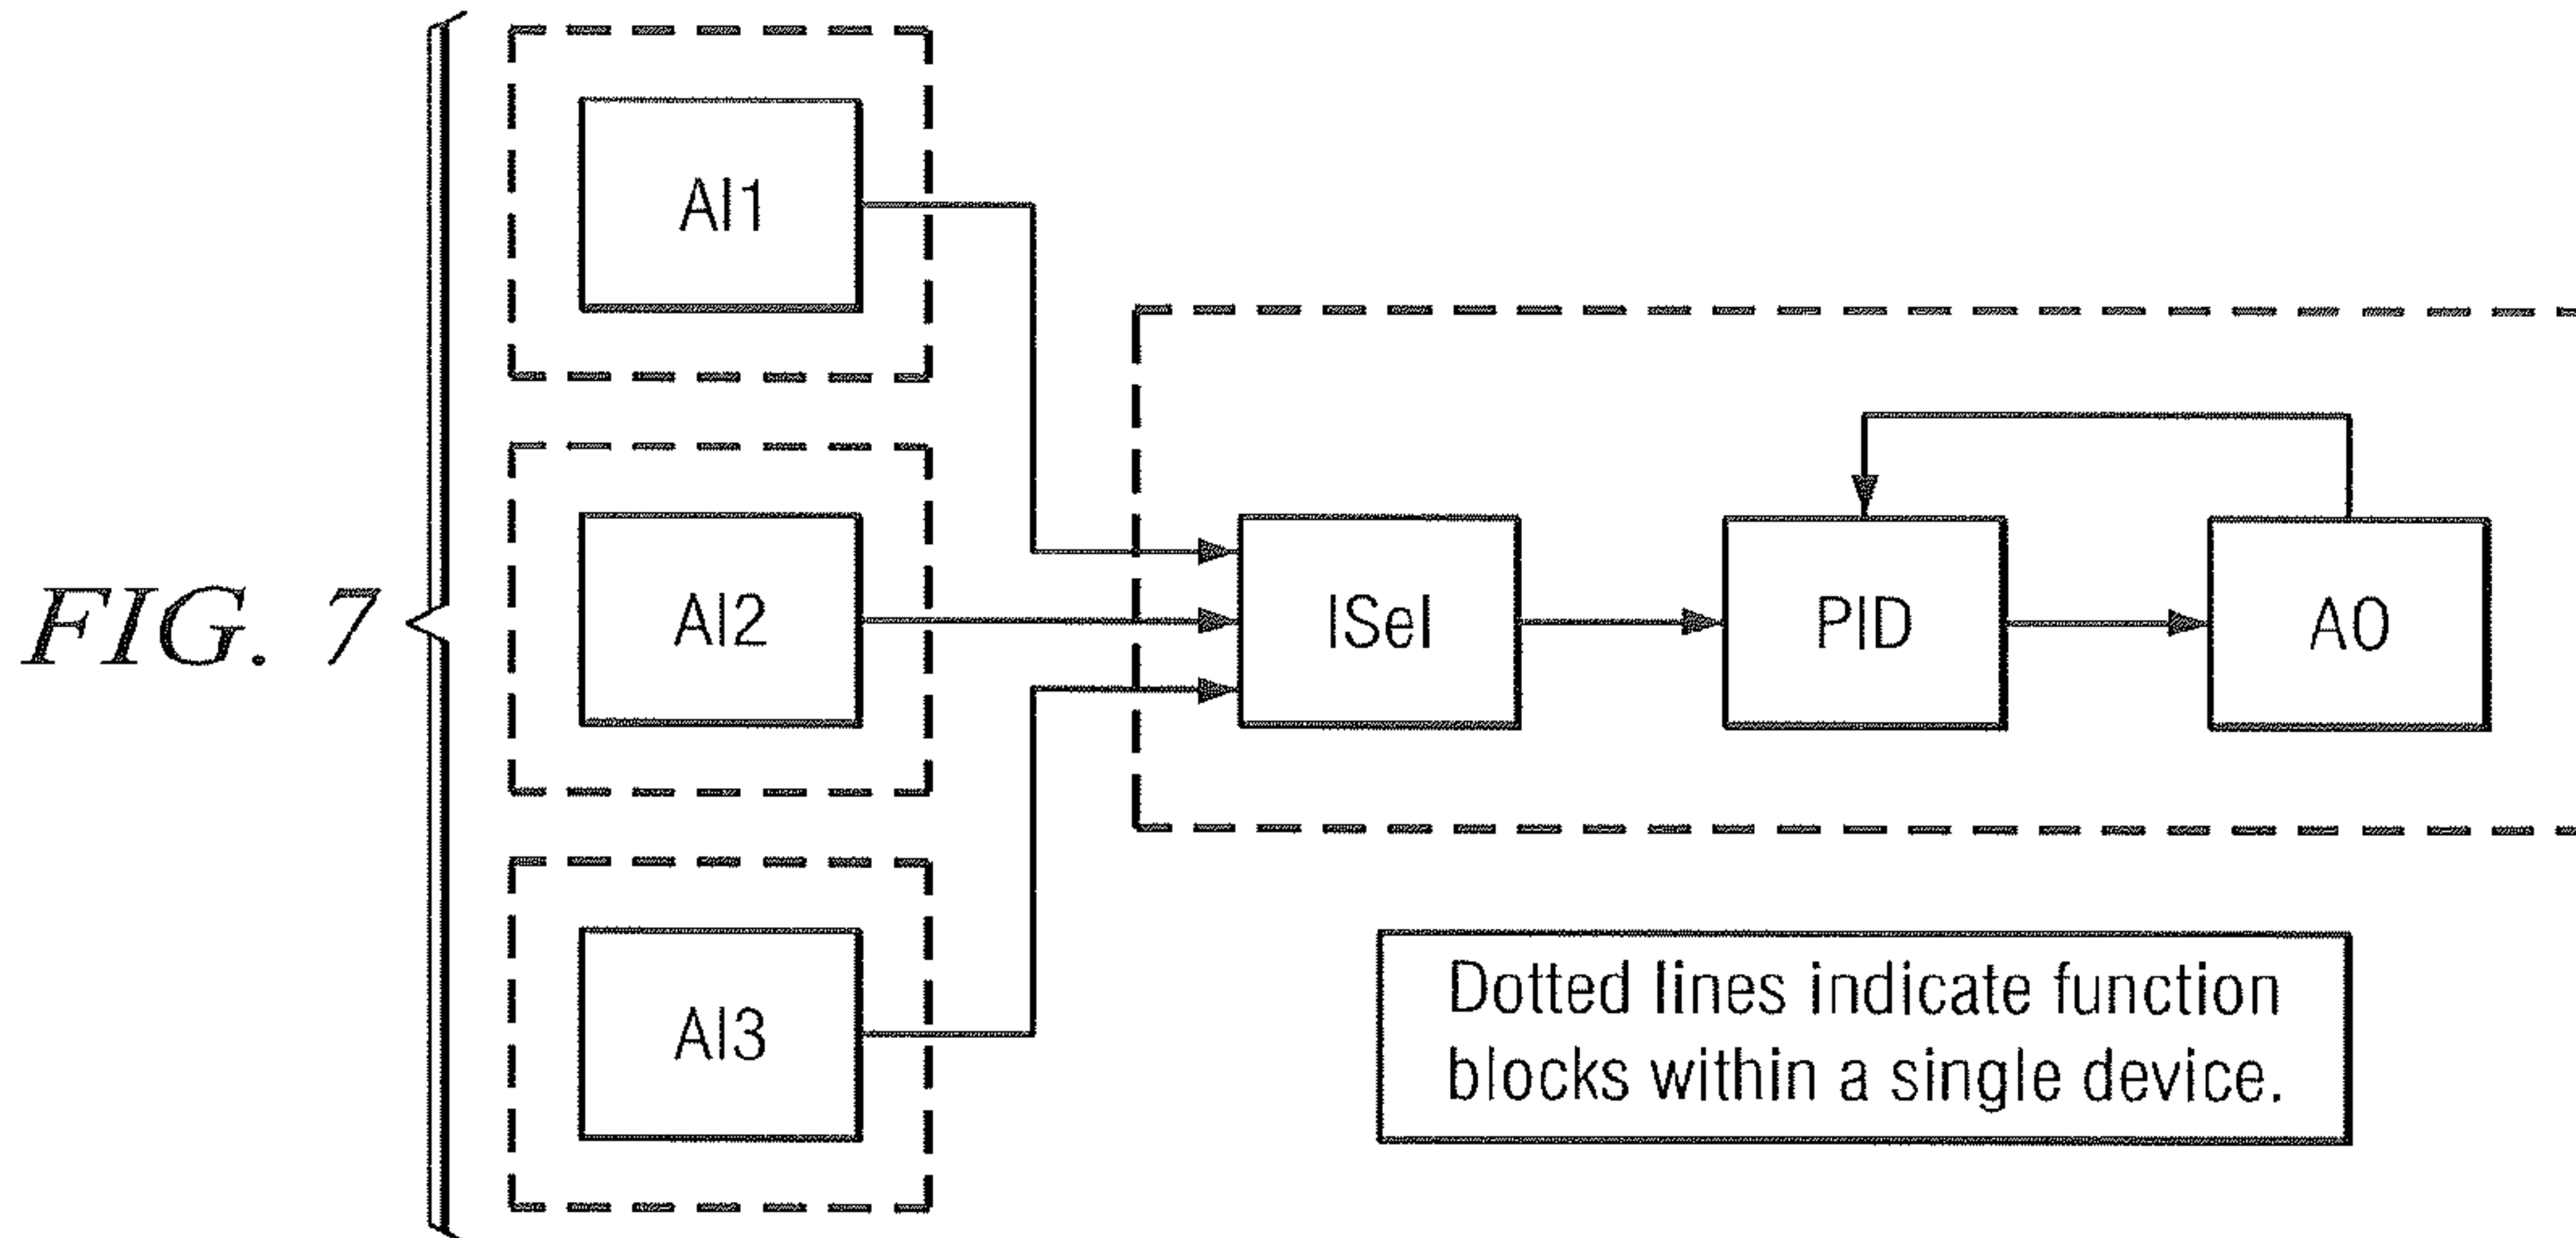 FIG. 7
AI1
AI2
AI3
ISel
PID
AO
Dotted lines indicate function
blocks within a single device.